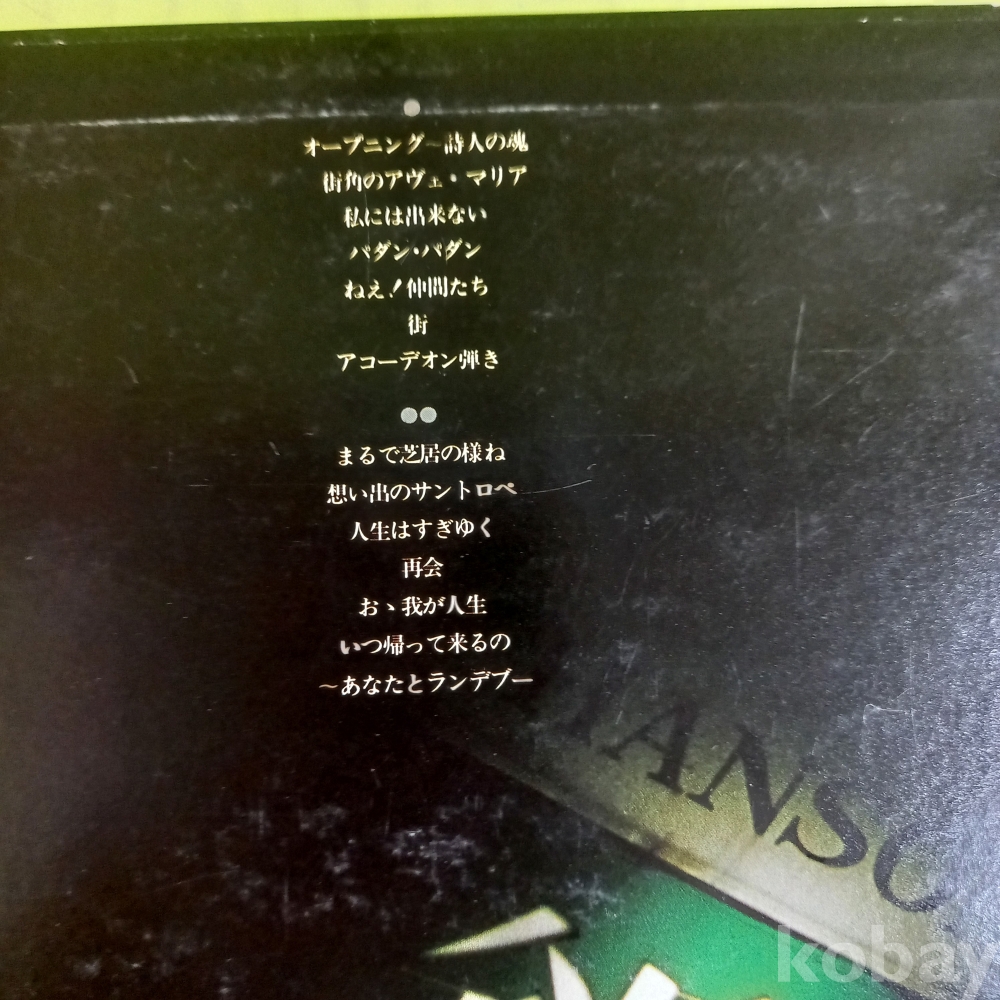 オープニング~詩人の魂
街角のアヴェ・マリア
私には出来ない
パダン・パダン
ねえ!仲間たち
街
アコーデオン弾き
まるで芝居の様ね
想い出のサントロペ
人生はすぎゆく
再会
おゝ我が人生
いつ帰って来るの
~あなたとランデブー
HANSO
kobay